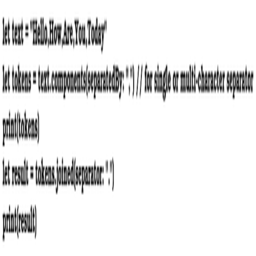 let text = "Hello,How,Are,You,Today"
let tokens = text.components(separatedBy: ",") // for single or multi-character separator
print(tokens)
let result = tokens.joined(separator: ".")
print(result)